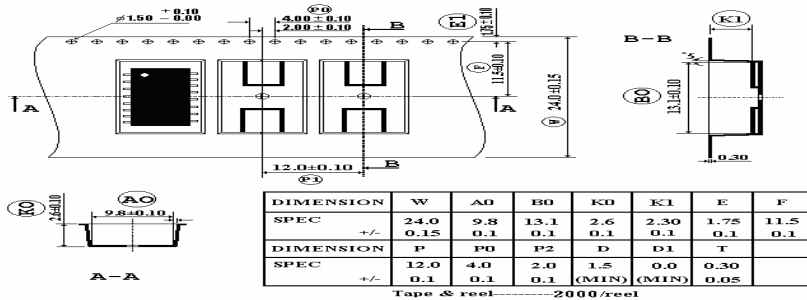 ⌀1.50 + 0.10 - 0.00
P0
4.00±0.10
2.00±0.10
B
E1
1.75±0.10
F
11.5±0.10
W 24.0±0.15
A
A
12.0±0.10
P1
B
B-B
K1
5°
B0
13.1±0.10
0.30
K0
2.6±0.10
A0
9.8±0.10
A-A
DIMENSION W A0 B0 K0 K1 E F
SPEC 24.0 9.8 13.1 2.6 2.30 1.75 11.5
+/- 0.15 0.1 0.1 0.1 0.1 0.1 0.1
DIMENSION P P0 P2 D D1 T
SPEC 12.0 4.0 2.0 1.5 0.0 0.30
+/- 0.1 0.1 0.1 (MIN) (MIN) 0.05
Tape & reel---------2000/reel